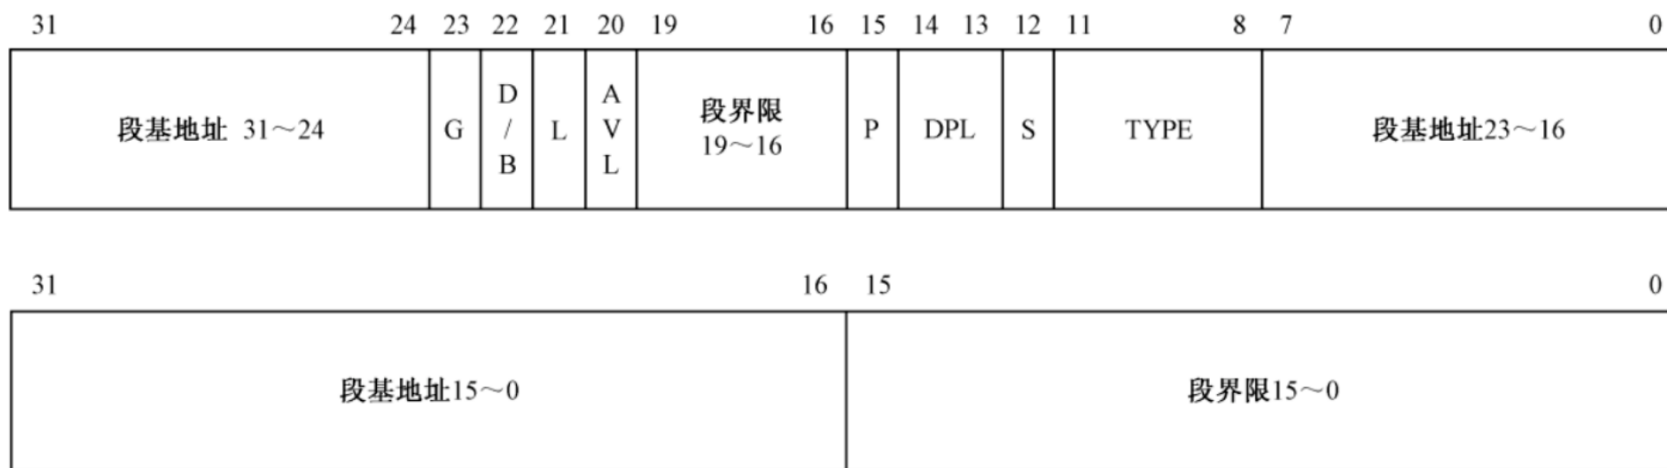 31 24 23 22 21 20 19 16 15 14 13 12 11 8 7 0
段基地址 31～24 G D/B L AVL 段界限 19～16 P DPL S TYPE 段基地址23～16
31 16 15 0
段基地址15～0 段界限15～0